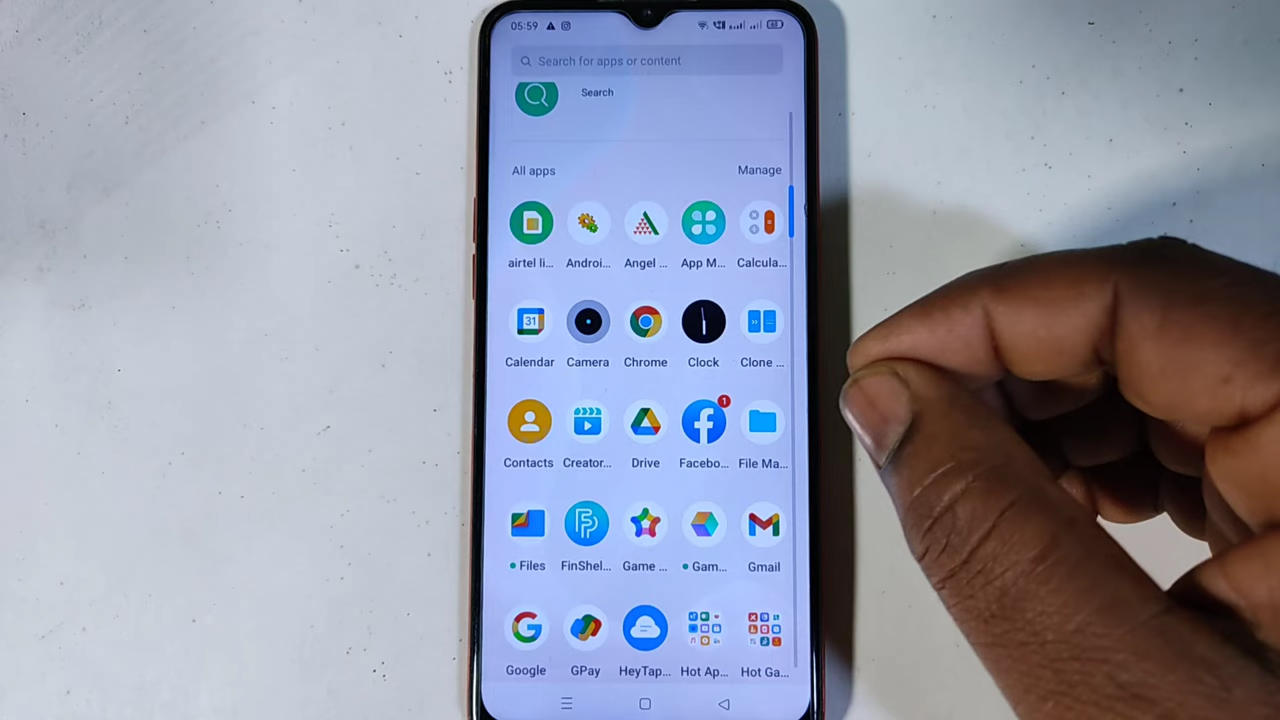 05:59
Search for apps or content
Search
All apps Manage
airtel li... Androi... Angel ... App M... Calcula...
31
Calendar Camera Chrome Clock Clone ...
1
Contacts Creator... Drive Facebo... File Ma...
Files FinShel... Game ... Gam... Gmail
Google GPay HeyTap... Hot Ap... Hot Ga...